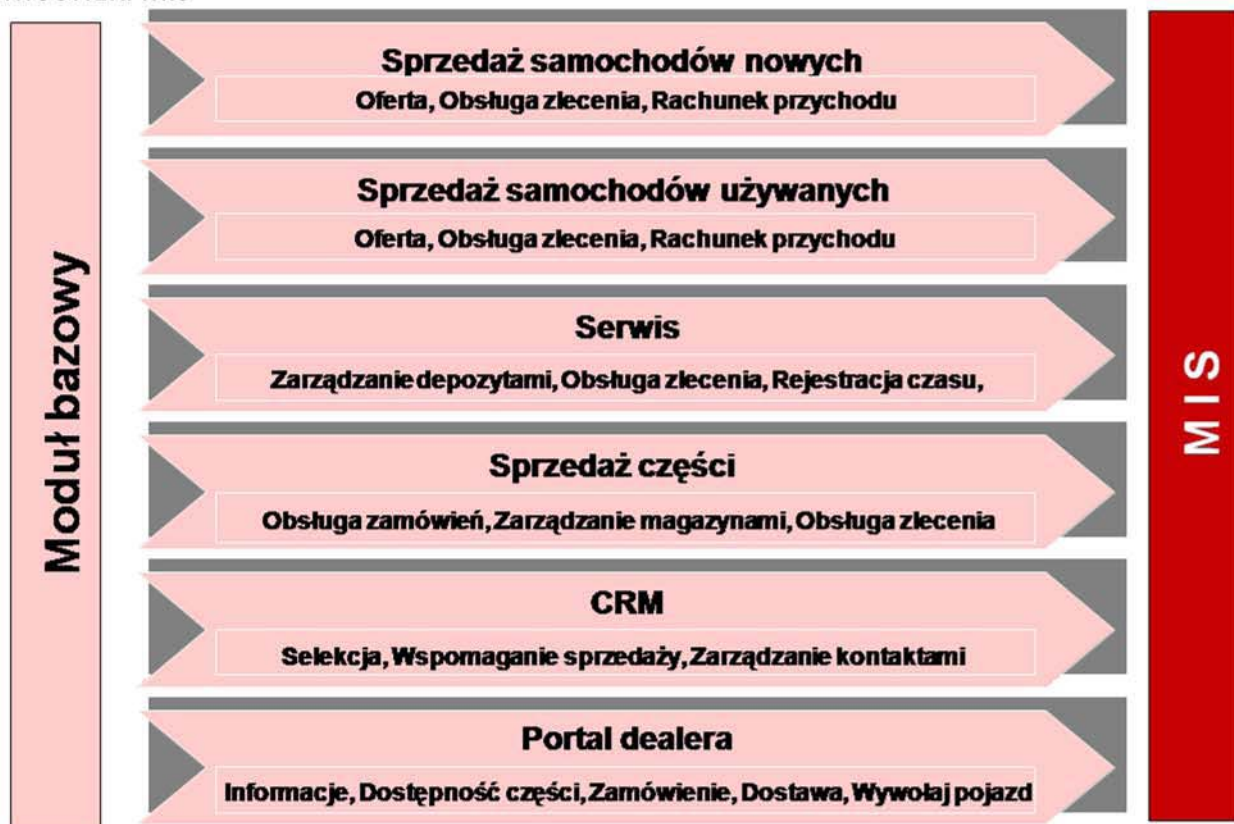 Moduł bazowy
Sprzedaż samochodów nowych
Oferta, Obsługa zlecenia, Rachunek przychodu
Sprzedaż samochodów używanych
Oferta, Obsługa zlecenia, Rachunek przychodu
Serwis
Zarządzanie depozytami, Obsługa zlecenia, Rejestracja czasu,
Sprzedaż części
Obsługa zamówień, Zarządzanie magazynami, Obsługa zlecenia
CRM
Selekcja, Wspomaganie sprzedaży, Zarządzanie kontaktami
Portal dealera
Informacje, Dostępność części, Zamówienie, Dostawa, Wywołaj pojazd
M I S